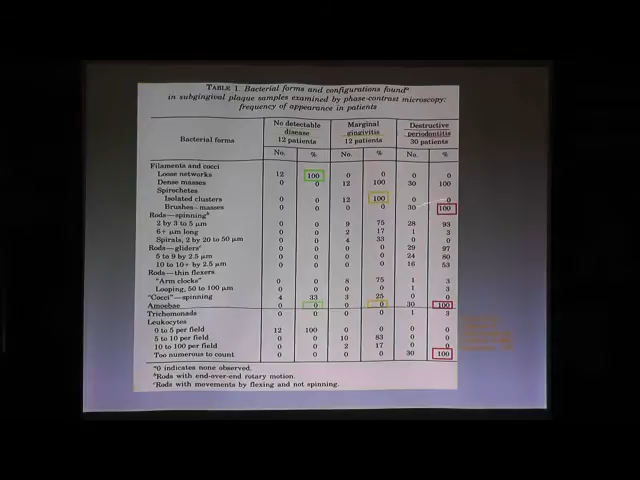 TABLE 1. Bacterial forms and configurations foundᵃ
in subgingival plaque samples examined by phase-contrast microscopy:
frequency of appearance in patients
Bacterial forms
No detectable disease 12 patients
Marginal gingivitis 12 patients
Destructive periodontitis 30 patients
No. % No. % No. %
Filaments and cocci
Loose networks 12 100 0 0 0 0
Dense masses 0 0 12 100 30 100
Spirochetes
Isolated clusters 0 0 12 100 0 0
Brushes—masses 0 0 0 0 30 100
Rods—spinningᵇ
2 by 3 to 5 µm 0 0 9 75 28 93
6+ µm long 0 0 2 17 1 3
Spirals, 2 by 20 to 50 µm 0 0 4 33 0 0
Rods—glidersᶜ 0 0 0 0 29 97
5 to 9 by 2.5 µm 0 0 0 0 24 80
10 to 10+ by 2.5 µm 0 0 0 0 16 53
Rods—thin flexers
"Arm clocks" 0 0 8 75 1 3
Looping, 50 to 100 µm 0 0 0 0 1 3
"Cocci"—spinning 4 33 3 25 0 0
Amoebae 0 0 0 0 30 100
Trichomonads 0 0 0 0 1 3
Leukocytes
0 to 5 per field 12 100 0 0 0 0
5 to 10 per field 0 0 10 83 0 0
10 to 100 per field 0 0 2 17 0 0
Too numerous to count 0 0 0 0 30 100
ᵃ0 indicates none observed.
ᵇRods with end-over-end rotary motion.
ᶜRods with movements by flexing and not spinning.